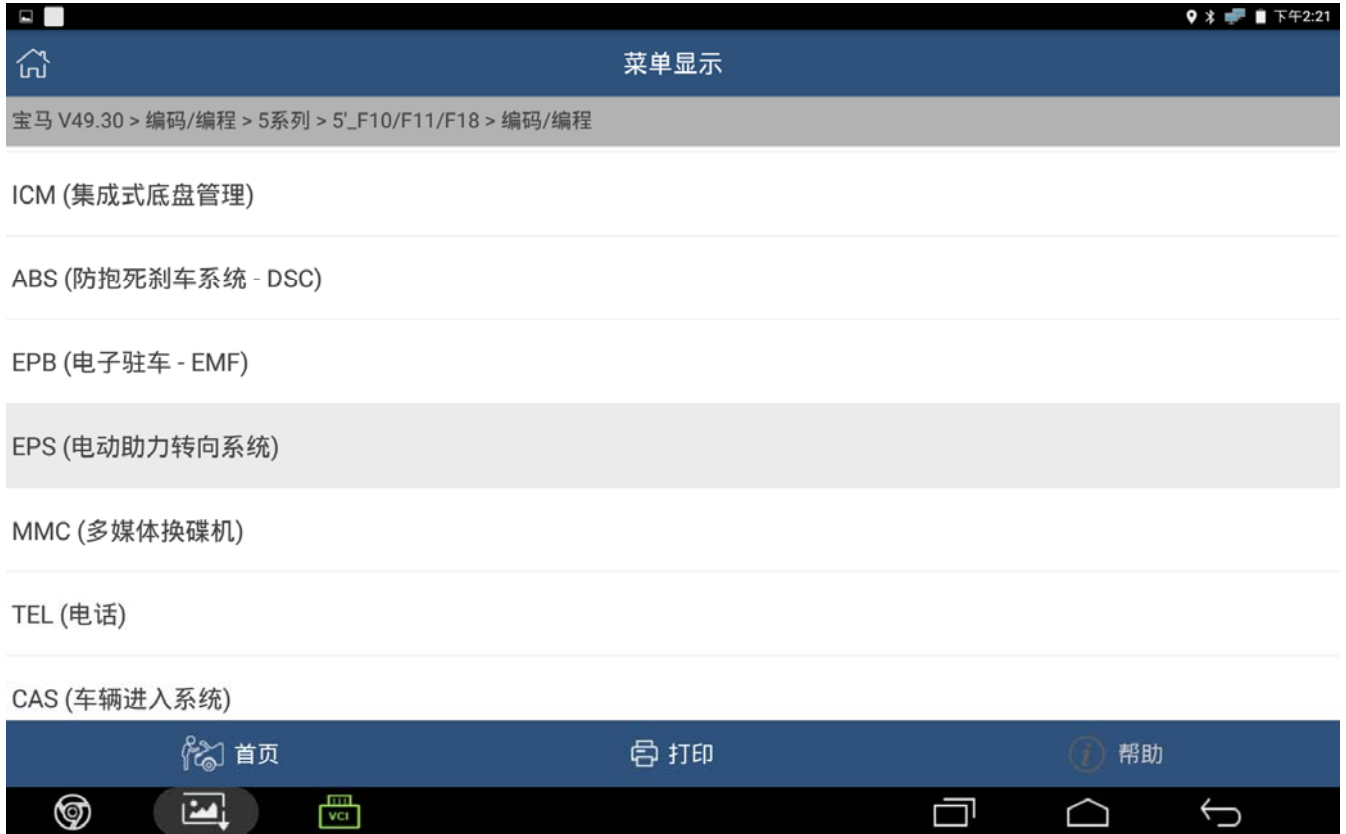 下午2:21
菜单显示
宝马 V49.30 > 编码/编程 > 5系列 > 5'_F10/F11/F18 > 编码/编程
ICM (集成式底盘管理)
ABS (防抱死刹车系统 - DSC)
EPB (电子驻车 - EMF)
EPS (电动助力转向系统)
MMC (多媒体换碟机)
TEL (电话)
CAS (车辆进入系统)
首页 打印 i 帮助
VCI